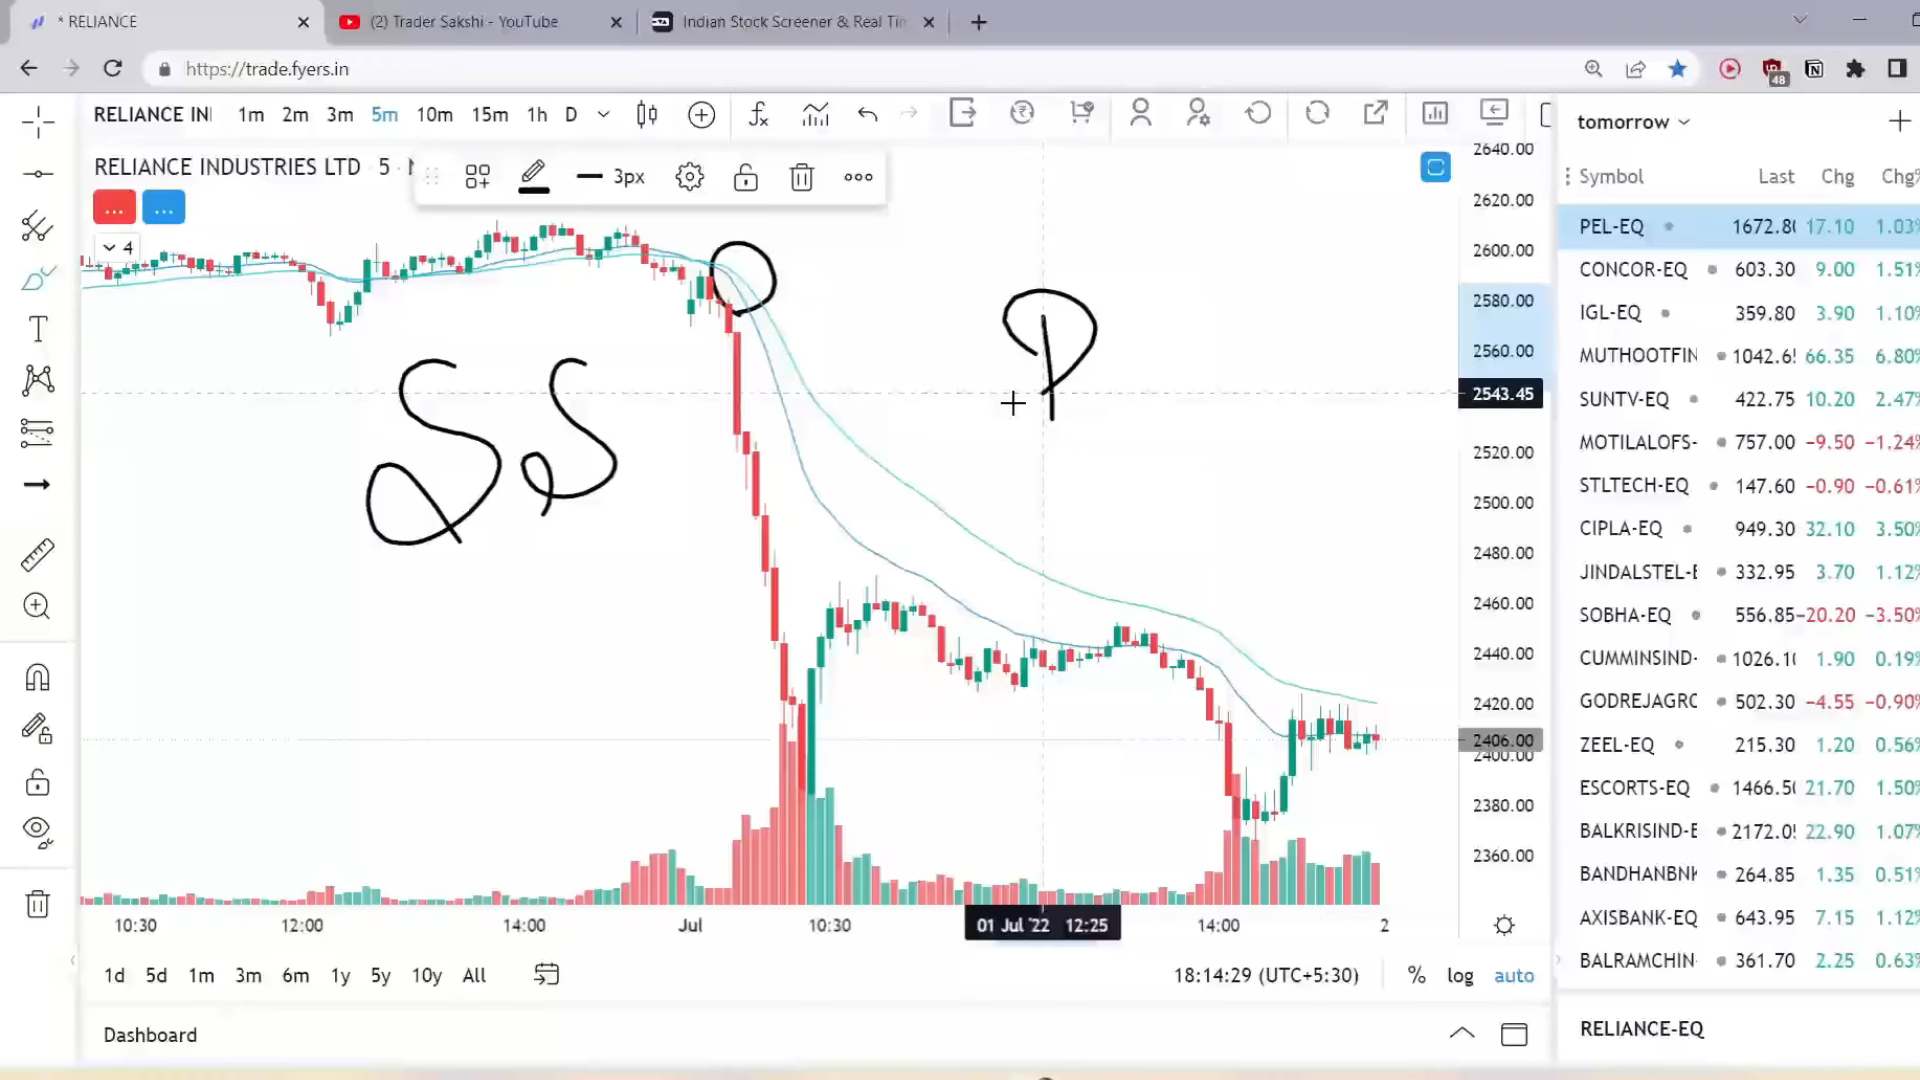 * RELIANCE
(2) Trader Sakshi - YouTube
Indian Stock Screener & Real Tir
https://trade.fyers.in
48
RELIANCE INI 1m 2m 3m 5m 10m 15m 1h D
tomorrow
RELIANCE INDUSTRIES LTD · 5 ·
3px
4
Symbol Last Chg Chg%
PEL-EQ 1672.80 17.10 1.03%
CONCOR-EQ 603.30 9.00 1.51%
IGL-EQ 359.80 3.90 1.10%
MUTHOOTFIN 1042.65 66.35 6.80%
SUNTV-EQ 422.75 10.20 2.47%
MOTILALOFS- 757.00 −9.50 −1.24%
STLTECH-EQ 147.60 −0.90 −0.61%
CIPLA-EQ 949.30 32.10 3.50%
JINDALSTEL-E 332.95 3.70 1.12%
SOBHA-EQ 556.85 −20.20 −3.50%
CUMMINSIND- 1026.10 1.90 0.19%
GODREJAGRC 502.30 −4.55 −0.90%
ZEEL-EQ 215.30 1.20 0.56%
ESCORTS-EQ 1466.50 21.70 1.50%
BALKRISIND-E 2172.05 22.90 1.07%
BANDHANBNK 264.85 1.35 0.51%
AXISBANK-EQ 643.95 7.15 1.12%
BALRAMCHIN- 361.70 2.25 0.63%
RELIANCE-EQ
SS
P
2640.00
2620.00
2600.00
2580.00
2560.00
2543.45
2520.00
2500.00
2480.00
2460.00
2440.00
2420.00
2406.00
2400.00
2380.00
2360.00
10:30 12:00 14:00 Jul 10:30 01 Jul '22 12:25 14:00 2
1d 5d 1m 3m 6m 1y 5y 10y All
18:14:29 (UTC+5:30) % log auto
Dashboard